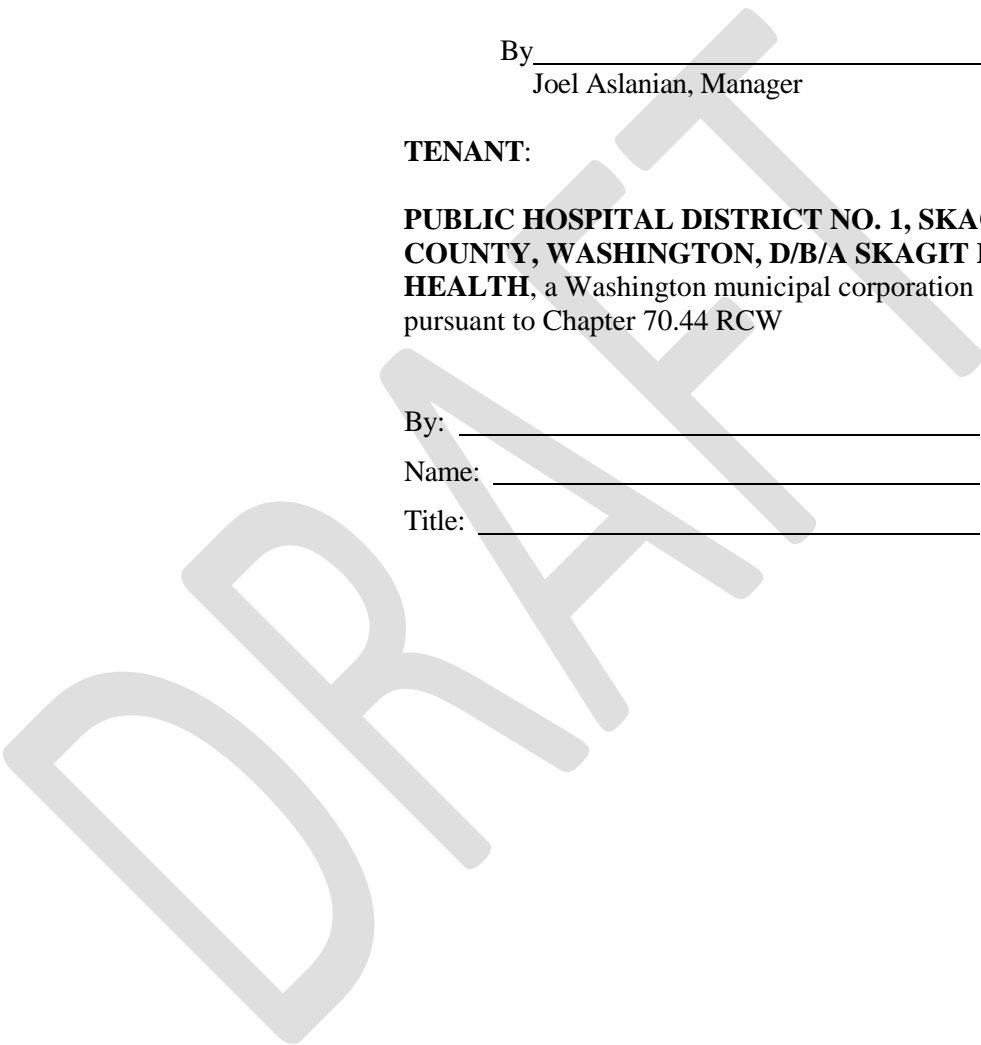 By
Joel Aslanian, Manager
TENANT:
PUBLIC HOSPITAL DISTRICT NO. 1,
COUNTY, WASHINGTON, D/B/A SKAGIT
HEALTH, a Washington municipal corporation
pursuant to Chapter 70.44 RCW
By:
Name:
Title:
DRAFT